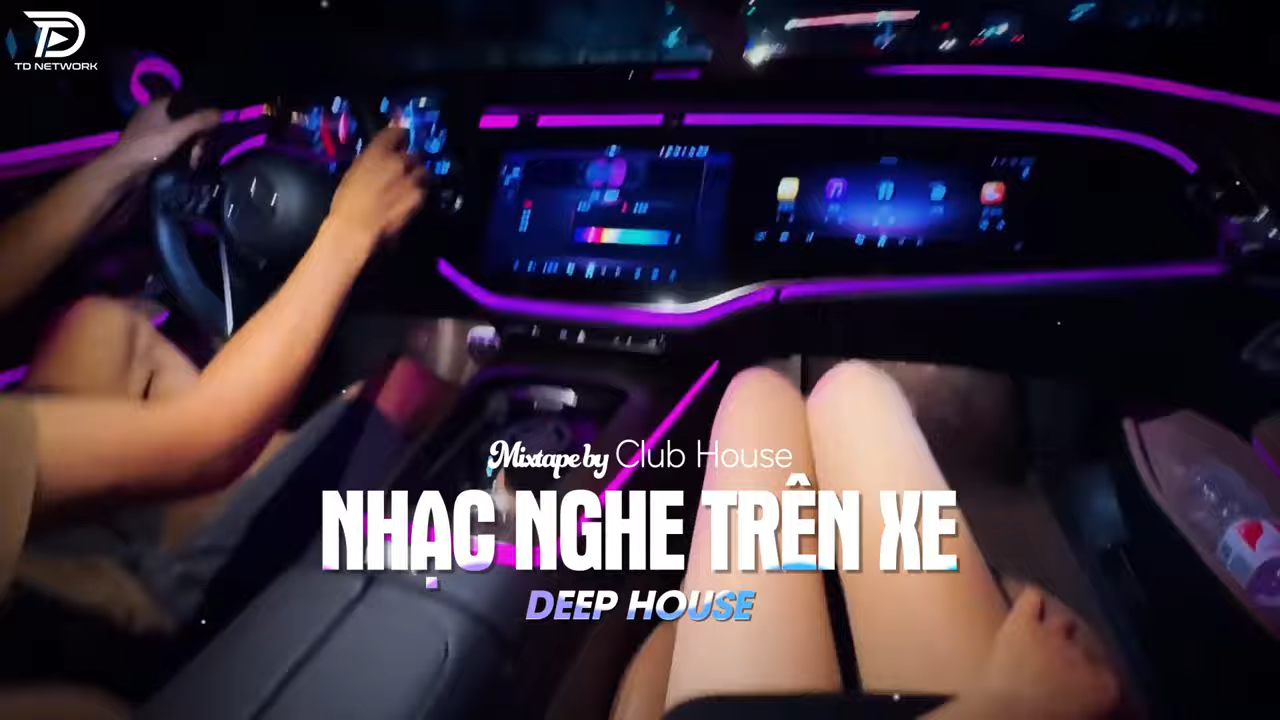 TD NETWORK
Mixtape by Club House
NHẠC NGHE TRÊN XE
DEEP HOUSE